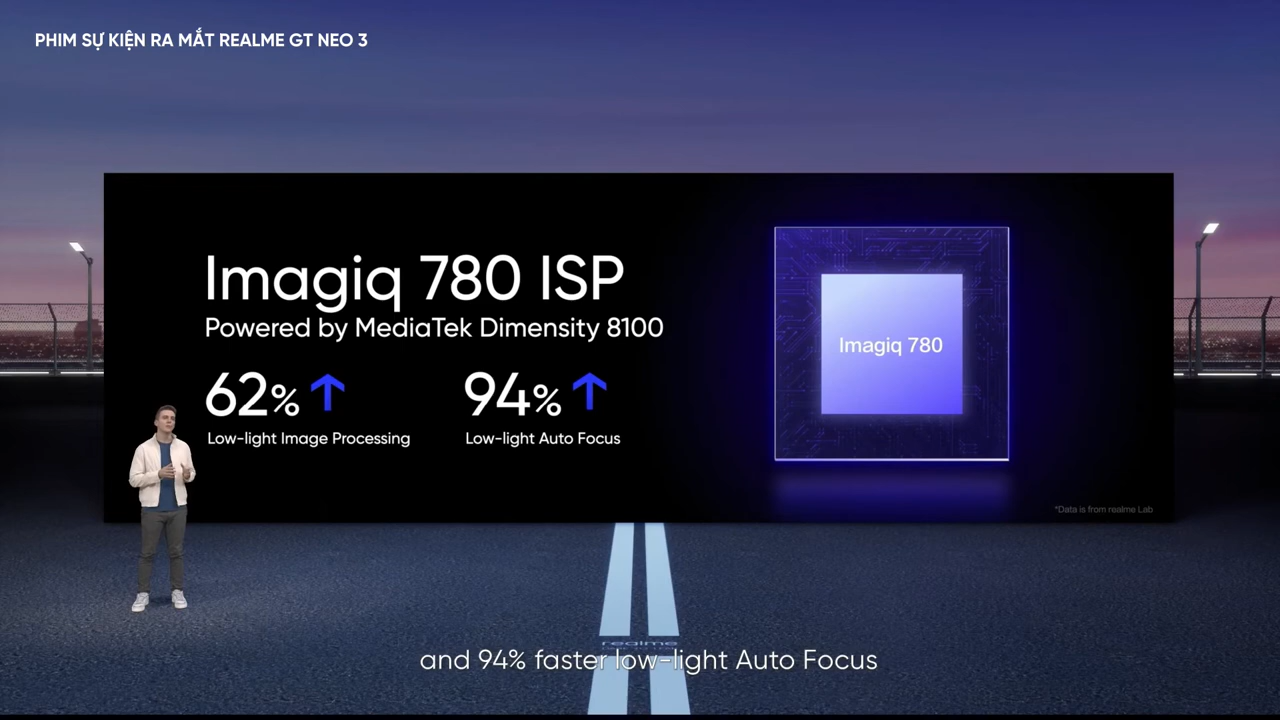 PHIM SỰ KIỆN RA MẮT REALME GT NEO 3
Imagiq 780 ISP
Powered by MediaTek Dimensity 8100
62% ↑
94% ↑
Low-light Image Processing
Low-light Auto Focus
Imagiq 780
*Data is from realme Lab
realme
and 94% faster low-light Auto Focus